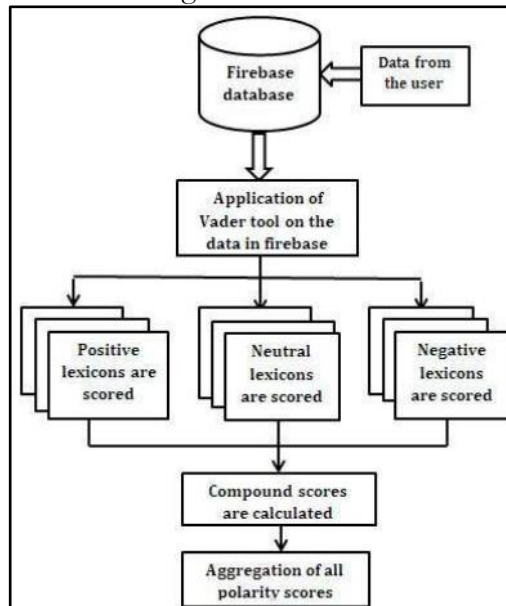 Firebase
database
Data from
the user
Application of
Vader tool on the
data in firebase
Positive
lexicons are
scored
Neutral
lexicons are
scored
Negative
lexicons are
scored
Compound scores
are calculated
Aggregation of all
polarity scores